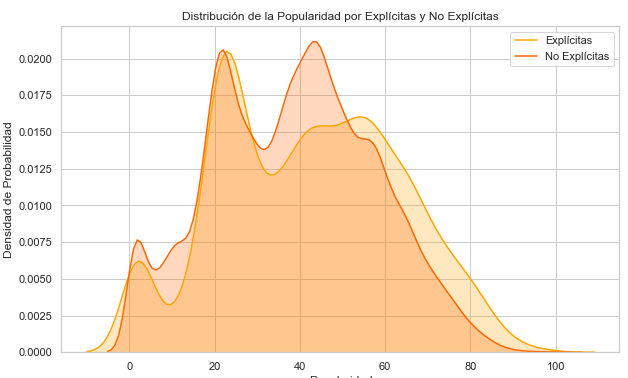 Distribución de la Popularidad por Explícitas y No Explícitas
Explícitas
No Explícitas
Densidad de Probabilidad
0.0200
0.0175
0.0150
0.0125
0.0100
0.0075
0.0050
0.0025
0.0000
0 20 40 60 80 100